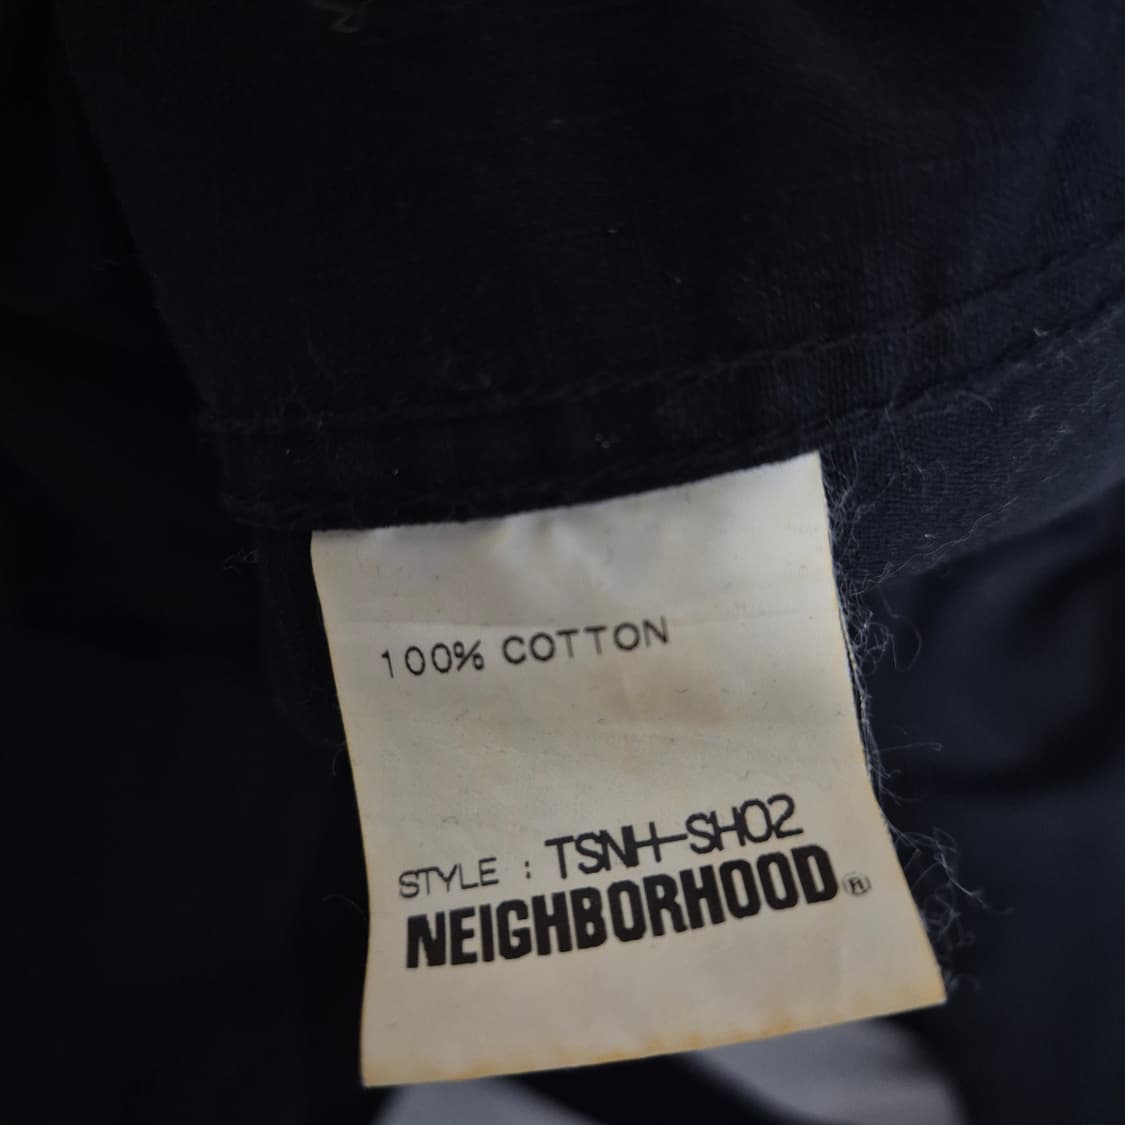 100% COTTON
STYLE : TSNH-SH02
NEIGHBORHOOD®